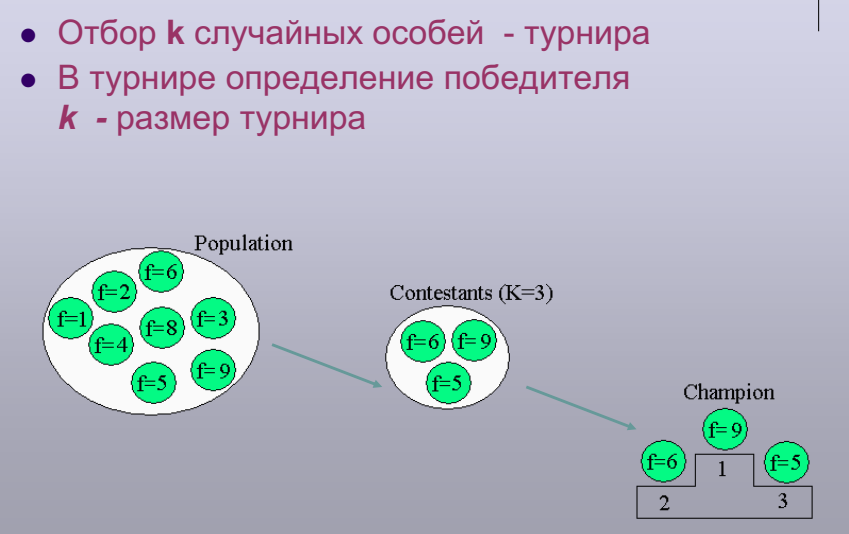 Отбор k случайных особей - турнира
В турнире определение победителя
k - размер турнира
Population
f=6
f=2
f=1
f=8
f=3
f=4
f=5
f=9
Contestants (K=3)
f=6
f=9
f=5
Champion
f=9
f=6
f=5
1
2
3